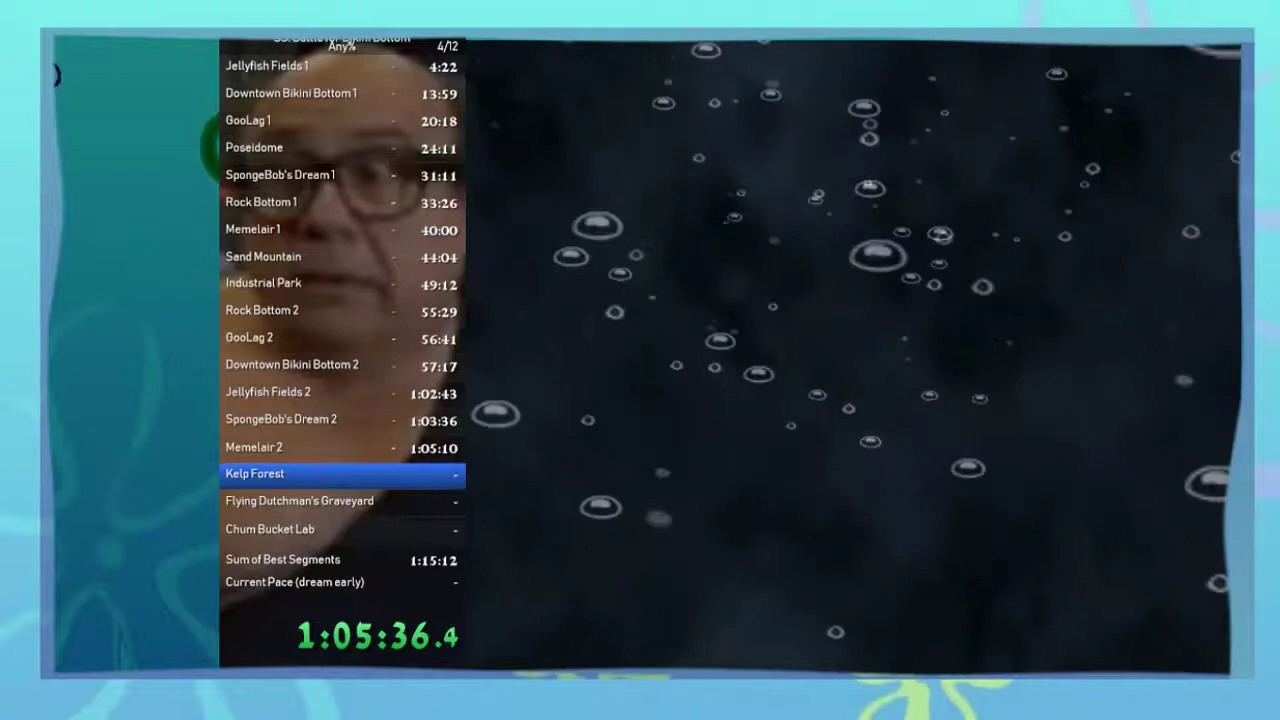 SS: Battle for Bikini Bottom
Any% 4/12
Jellyfish Fields 1 - 4:22
Downtown Bikini Bottom 1 - 13:59
GooLag 1 - 20:18
Poseidome - 24:11
SpongeBob's Dream 1 - 31:11
Rock Bottom 1 - 33:26
Memelair 1 - 40:00
Sand Mountain - 44:04
Industrial Park - 49:12
Rock Bottom 2 - 55:29
GooLag 2 - 56:41
Downtown Bikini Bottom 2 - 57:17
Jellyfish Fields 2 - 1:02:43
SpongeBob's Dream 2 - 1:03:36
Memelair 2 - 1:05:10
Kelp Forest -
Flying Dutchman's Graveyard -
Chum Bucket Lab -
Sum of Best Segments 1:15:12
Current Pace (dream early) -
1:05:36.4